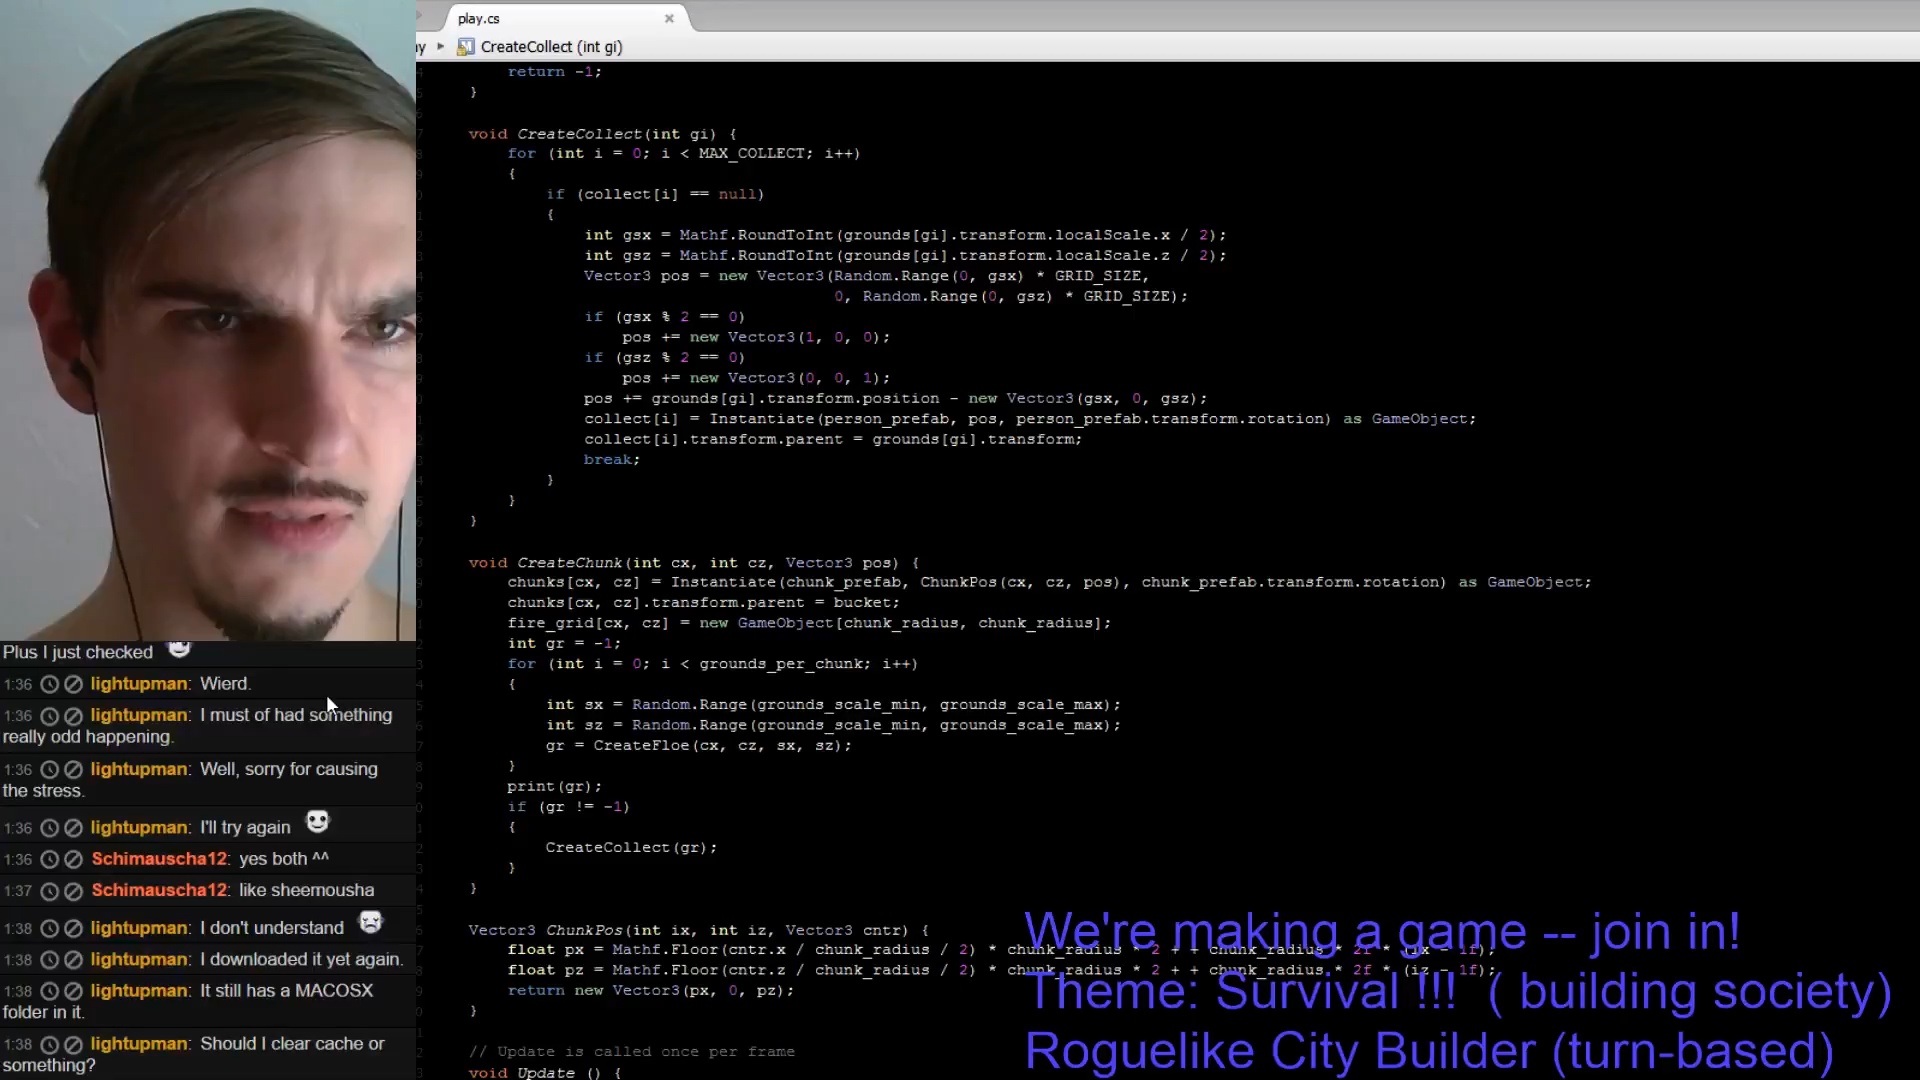 play.cs
CreateCollect (int gi)
return -1;
}
void CreateCollect(int gi) {
for (int i = 0; i < MAX_COLLECT; i++)
{
if (collect[i] == null)
{
int gsx = Mathf.RoundToInt(grounds[gi].transform.localScale.x / 2);
int gsz = Mathf.RoundToInt(grounds[gi].transform.localScale.z / 2);
Vector3 pos = new Vector3(Random.Range(0, gsx) * GRID_SIZE,
0, Random.Range(0, gsz) * GRID_SIZE);
if (gsx % 2 == 0)
pos += new Vector3(1, 0, 0);
if (gsz % 2 == 0)
pos += new Vector3(0, 0, 1);
pos += grounds[gi].transform.position - new Vector3(gsx, 0, gsz);
collect[i] = Instantiate(person_prefab, pos, person_prefab.transform.rotation) as GameObject;
collect[i].transform.parent = grounds[gi].transform;
break;
}
}
}
void CreateChunk(int cx, int cz, Vector3 pos) {
chunks[cx, cz] = Instantiate(chunk_prefab, ChunkPos(cx, cz, pos), chunk_prefab.transform.rotation) as GameObject;
chunks[cx, cz].transform.parent = bucket;
fire_grid[cx, cz] = new GameObject[chunk_radius, chunk_radius];
int gr = -1;
for (int i = 0; i < grounds_per_chunk; i++)
{
int sx = Random.Range(grounds_scale_min, grounds_scale_max);
int sz = Random.Range(grounds_scale_min, grounds_scale_max);
gr = CreateFloe(cx, cz, sx, sz);
}
print(gr);
if (gr != -1)
{
CreateCollect(gr);
}
}
Vector3 ChunkPos(int ix, int iz, Vector3 cntr) {
float px = Mathf.Floor(cntr.x / chunk_radius / 2) * chunk_radius * 2 + + chunk_radius * 2f * (ix - 1f);
float pz = Mathf.Floor(cntr.z / chunk_radius / 2) * chunk_radius * 2 + + chunk_radius * 2f * (iz - 1f);
return new Vector3(px, 0, pz);
}
// Update is called once per frame
void Update () {
Plus I just checked
1:36 lightupman: Wierd.
1:36 lightupman: I must of had something
really odd happening.
1:36 lightupman: Well, sorry for causing
the stress.
1:36 lightupman: I'll try again
1:36 Schimauscha12: yes both ^^
1:37 Schimauscha12: like sheemousha
1:38 lightupman: I don't understand
1:38 lightupman: I downloaded it yet again.
1:38 lightupman: It still has a MACOSX
folder in it.
1:38 lightupman: Should I clear cache or
something?
We're making a game -- join in!
Theme: Survival !!! ( building society)
Roguelike City Builder (turn-based)